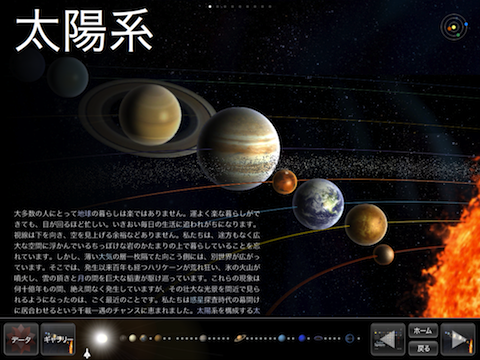 太陽系
大多数の人にとって地球の暮らしは楽ではありません。運よく楽な暮らしがで
きても、目が回るほど忙しい。いきおい毎日の生活に追われがちになります。
視線は下を向き、空を見上げる余裕などありません。私たちは、途方もなく広
大な空間に浮かんでいるちっぽけな岩のかたまりの上で暮らしていることを忘
れています。しかし、薄い大気の層一枚隔てた向こう側には、別世界が広がっ
ています。そこでは、発生以来百年も経つハリケーンが荒れ狂い、氷の火山が
噴火し、雲の頂きと月の間を巨大な稲妻が駆け巡っています。これらの現象は
何十億年もの間、絶え間なく発生していますが、その壮大な光景を間近で見ら
れるようになったのは、ごく最近のことです。私たちは惑星探査時代の幕開け
に居合わせるという千載一遇のチャンスに恵まれました。太陽系を構成する太
データ
ギャラリー
ホーム
戻る